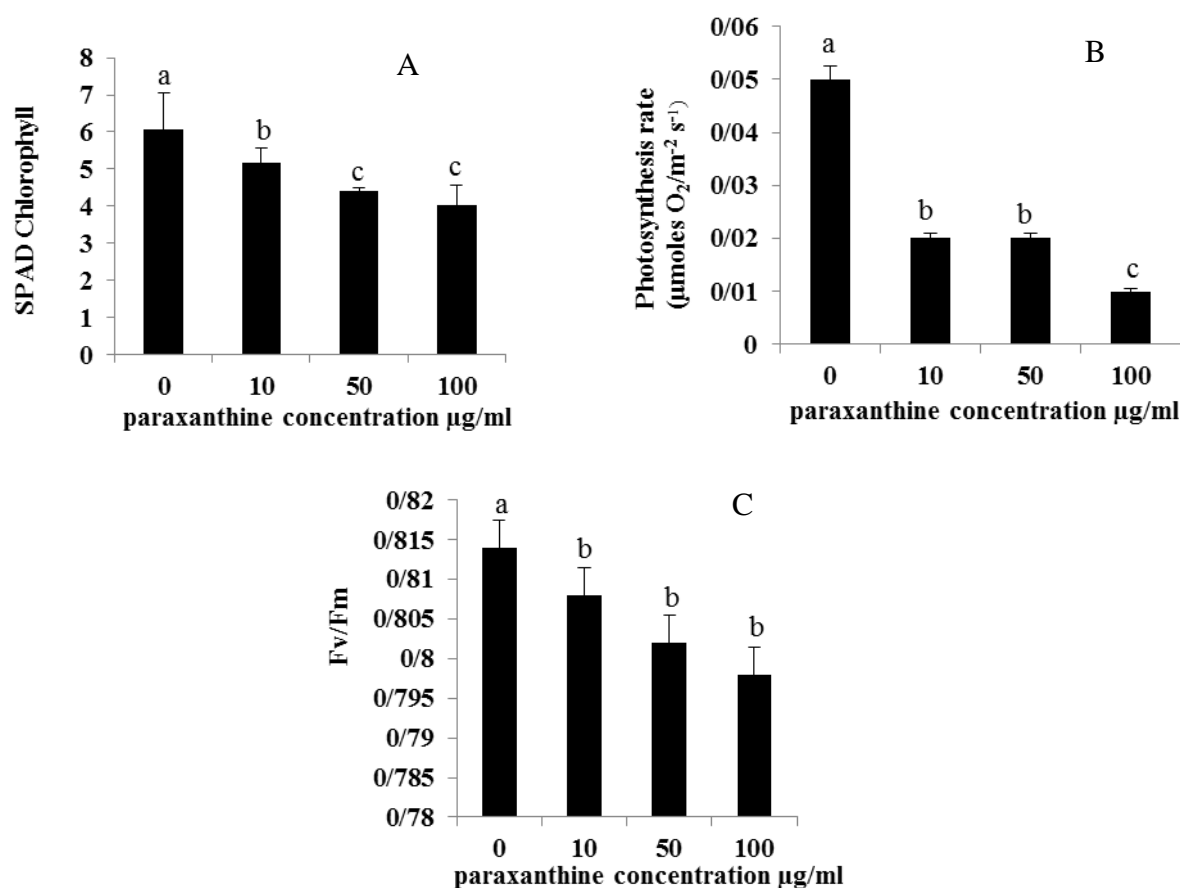 A
SPAD Chlorophyll
8
7
6
5
4
3
2
1
0
a
b
c
c
0 10 50 100
paraxanthine concentration µg/ml
B
Photosynthesis rate
(µmoles O₂/m⁻² s⁻¹)
0/06
0/05
0/04
0/03
0/02
0/01
0
a
b
b
c
0 10 50 100
paraxanthine concentration µg/ml
C
Fv/Fm
0/82
0/815
0/81
0/805
0/8
0/795
0/79
0/785
0/78
a
b
b
b
0 10 50 100
paraxanthine concentration µg/ml